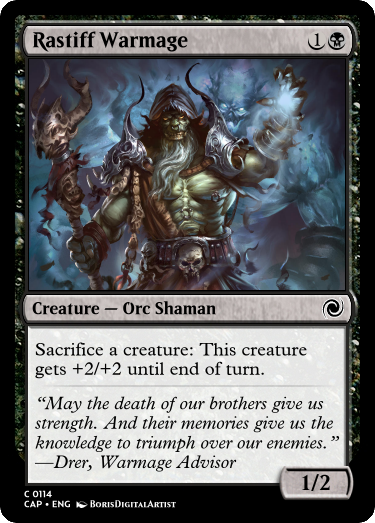 Rastiff Warmage 1
Creature — Orc Shaman
Sacrifice a creature: This creature
gets +2/+2 until end of turn.
“May the death of our brothers give us
strength. And their memories give us the
knowledge to triumph over our enemies.”
—Drer, Warmage Advisor
1/2
C 0114
CAP • ENG BorisDigitalArtist